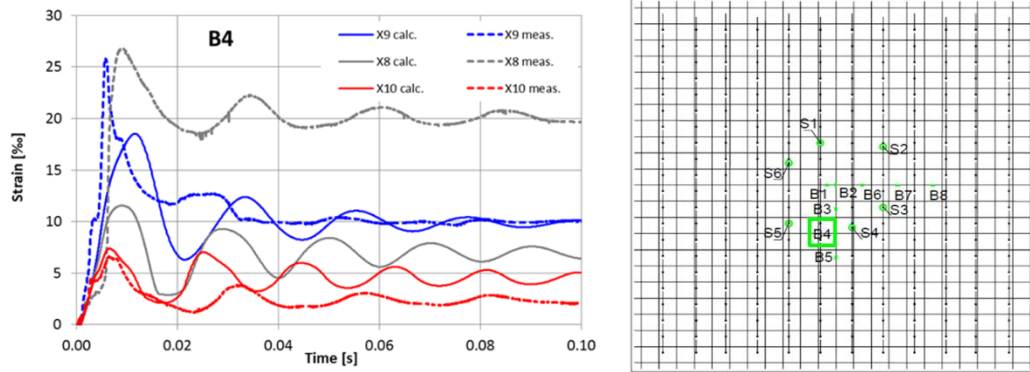 30
25
20
15
10
5
0
Strain [‰]
B4
X9 calc. X9 meas.
X8 calc. X8 meas.
X10 calc. X10 meas.
0.00 0.02 0.04 0.06 0.08 0.10
Time [s]
S1
S2
S6
B1 B2 B6 B7 B8
B3 S3
S5 B4 S4
B5